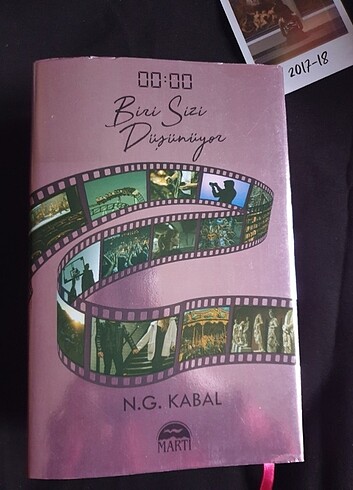 00:00
Biri Sizi
Düşünüyor
N.G. KABAL
MARTI
2017-18